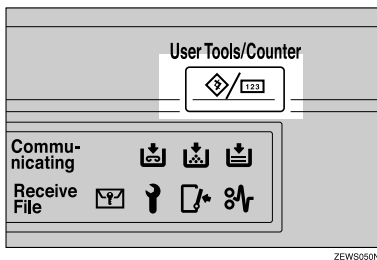 User Tools/Counter
123
Commu-
nicating
Receive
File
ZEWS050N